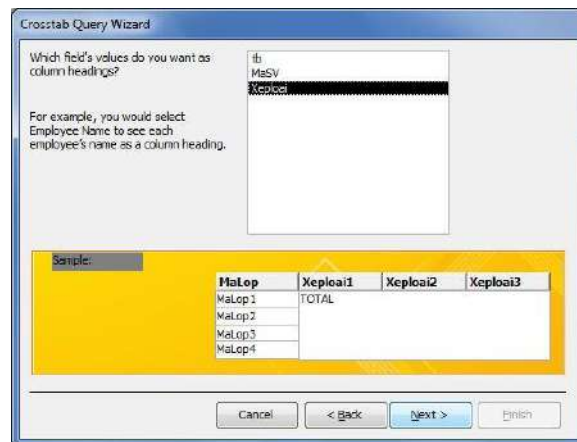 Crosstab Query Wizard
Which field's values do you want as
column headings?
For example, you would select
Employee Name to see each
employee's name as a column heading.
tb
MaSV
Xeploai
Sample:
MaLop Xeploai1 Xeploai2 Xeploai3
MaLop1 TOTAL
MaLop2
MaLop3
MaLop4
Cancel < Back Next > Finish